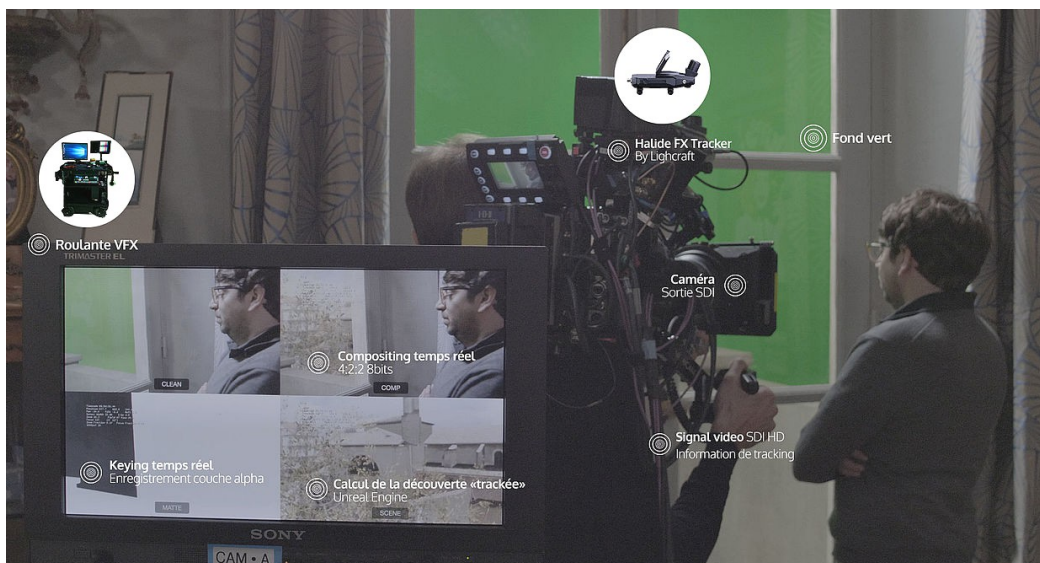 Halide FX Tracker
By Lighcraft
Fond vert
Roulante VFX
TRIMASTER EL
Caméra
Sortie SDI
Compositing temps réel
4:2:2 8bits
CLEAN
COMP
Signal video SDI HD
Information de tracking
Keying temps réel
Enregistrement couche alpha
Calcul de la découverte «trackée»
Unreal Engine
MATTE
SCENE
SONY
CAM • A